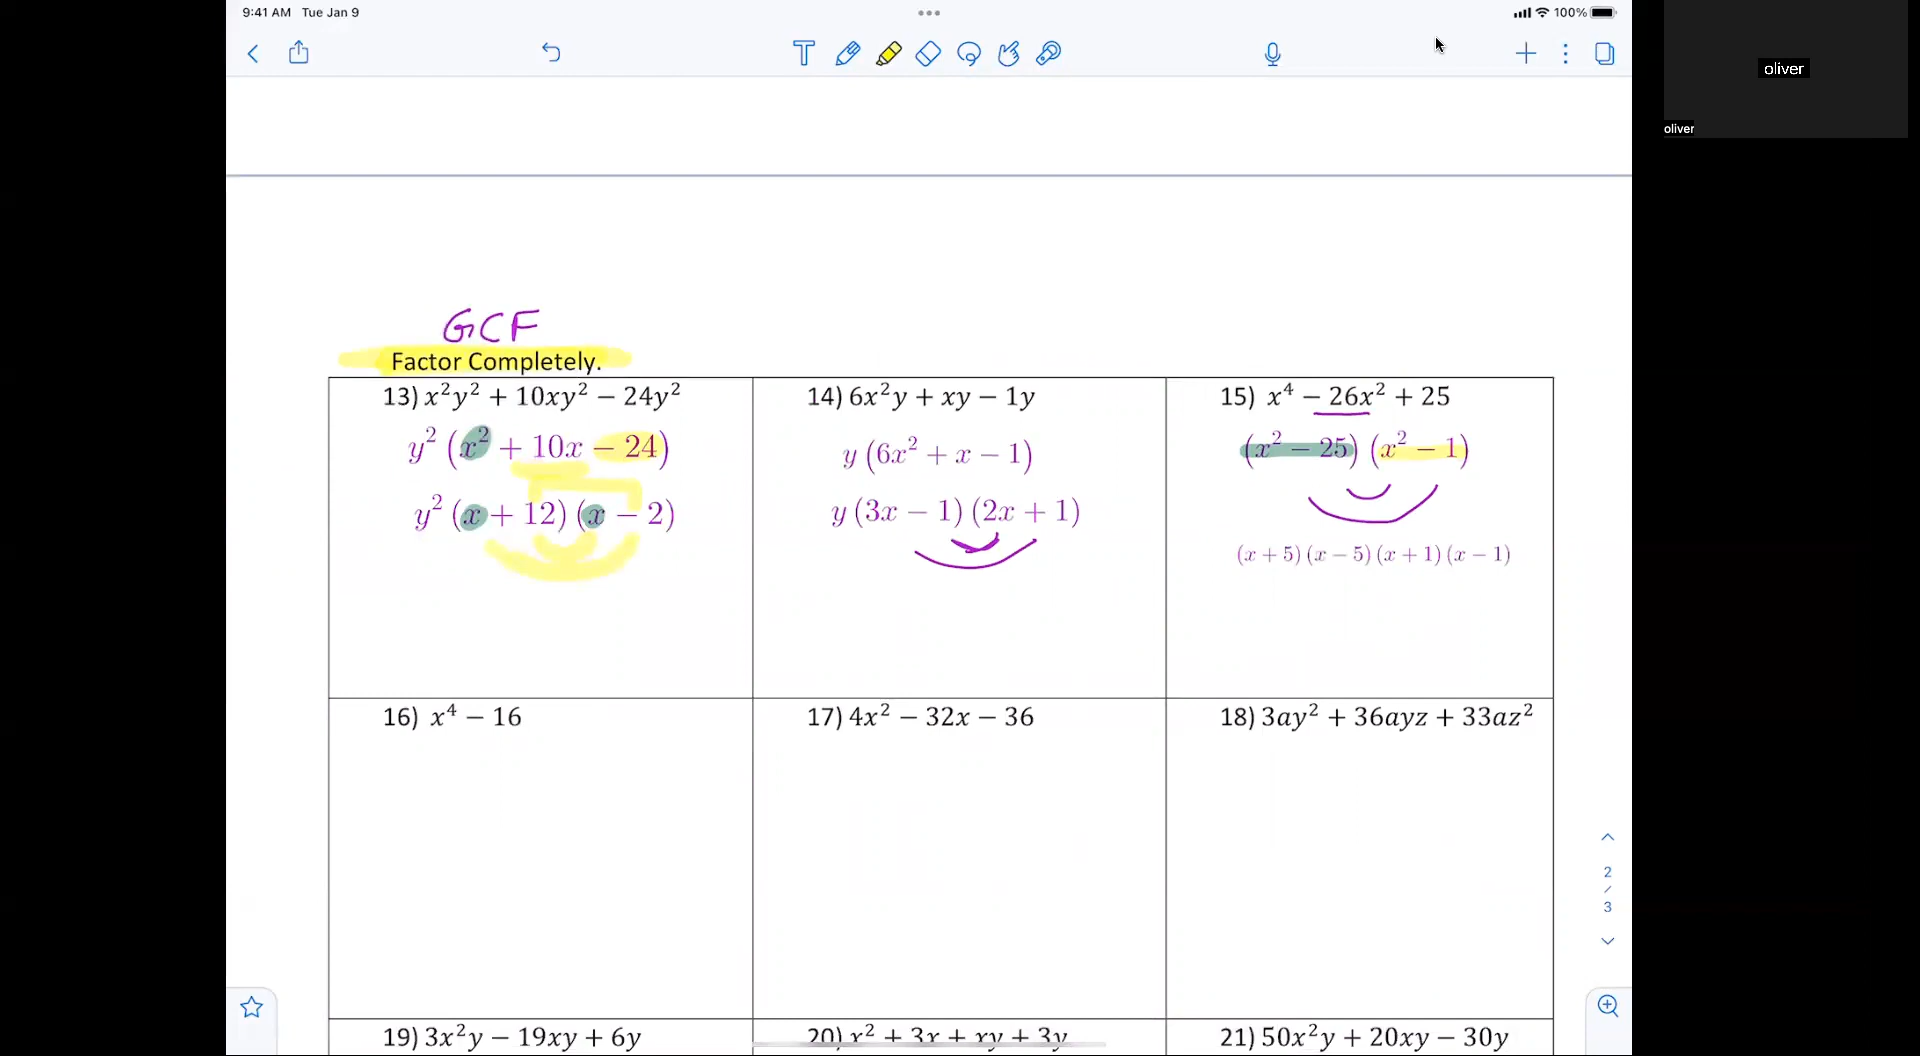 9:41 AM Tue Jan 9
100%
oliver
oliver
GCF
Factor Completely.
13) x²y² + 10xy² − 24y²
y² (x² + 10x − 24)
y² (x + 12) (x − 2)
14) 6x²y + xy − 1y
y (6x² + x − 1)
y (3x − 1) (2x + 1)
15) x⁴ − 26x² + 25
(x² − 25) (x² − 1)
(x + 5) (x − 5) (x + 1) (x − 1)
16) x⁴ − 16
17) 4x² − 32x − 36
18) 3ay² + 36ayz + 33az²
19) 3x²y − 19xy + 6y
20) x² + 3x + xy + 3y
21) 50x²y + 20xy − 30y
2
/
3